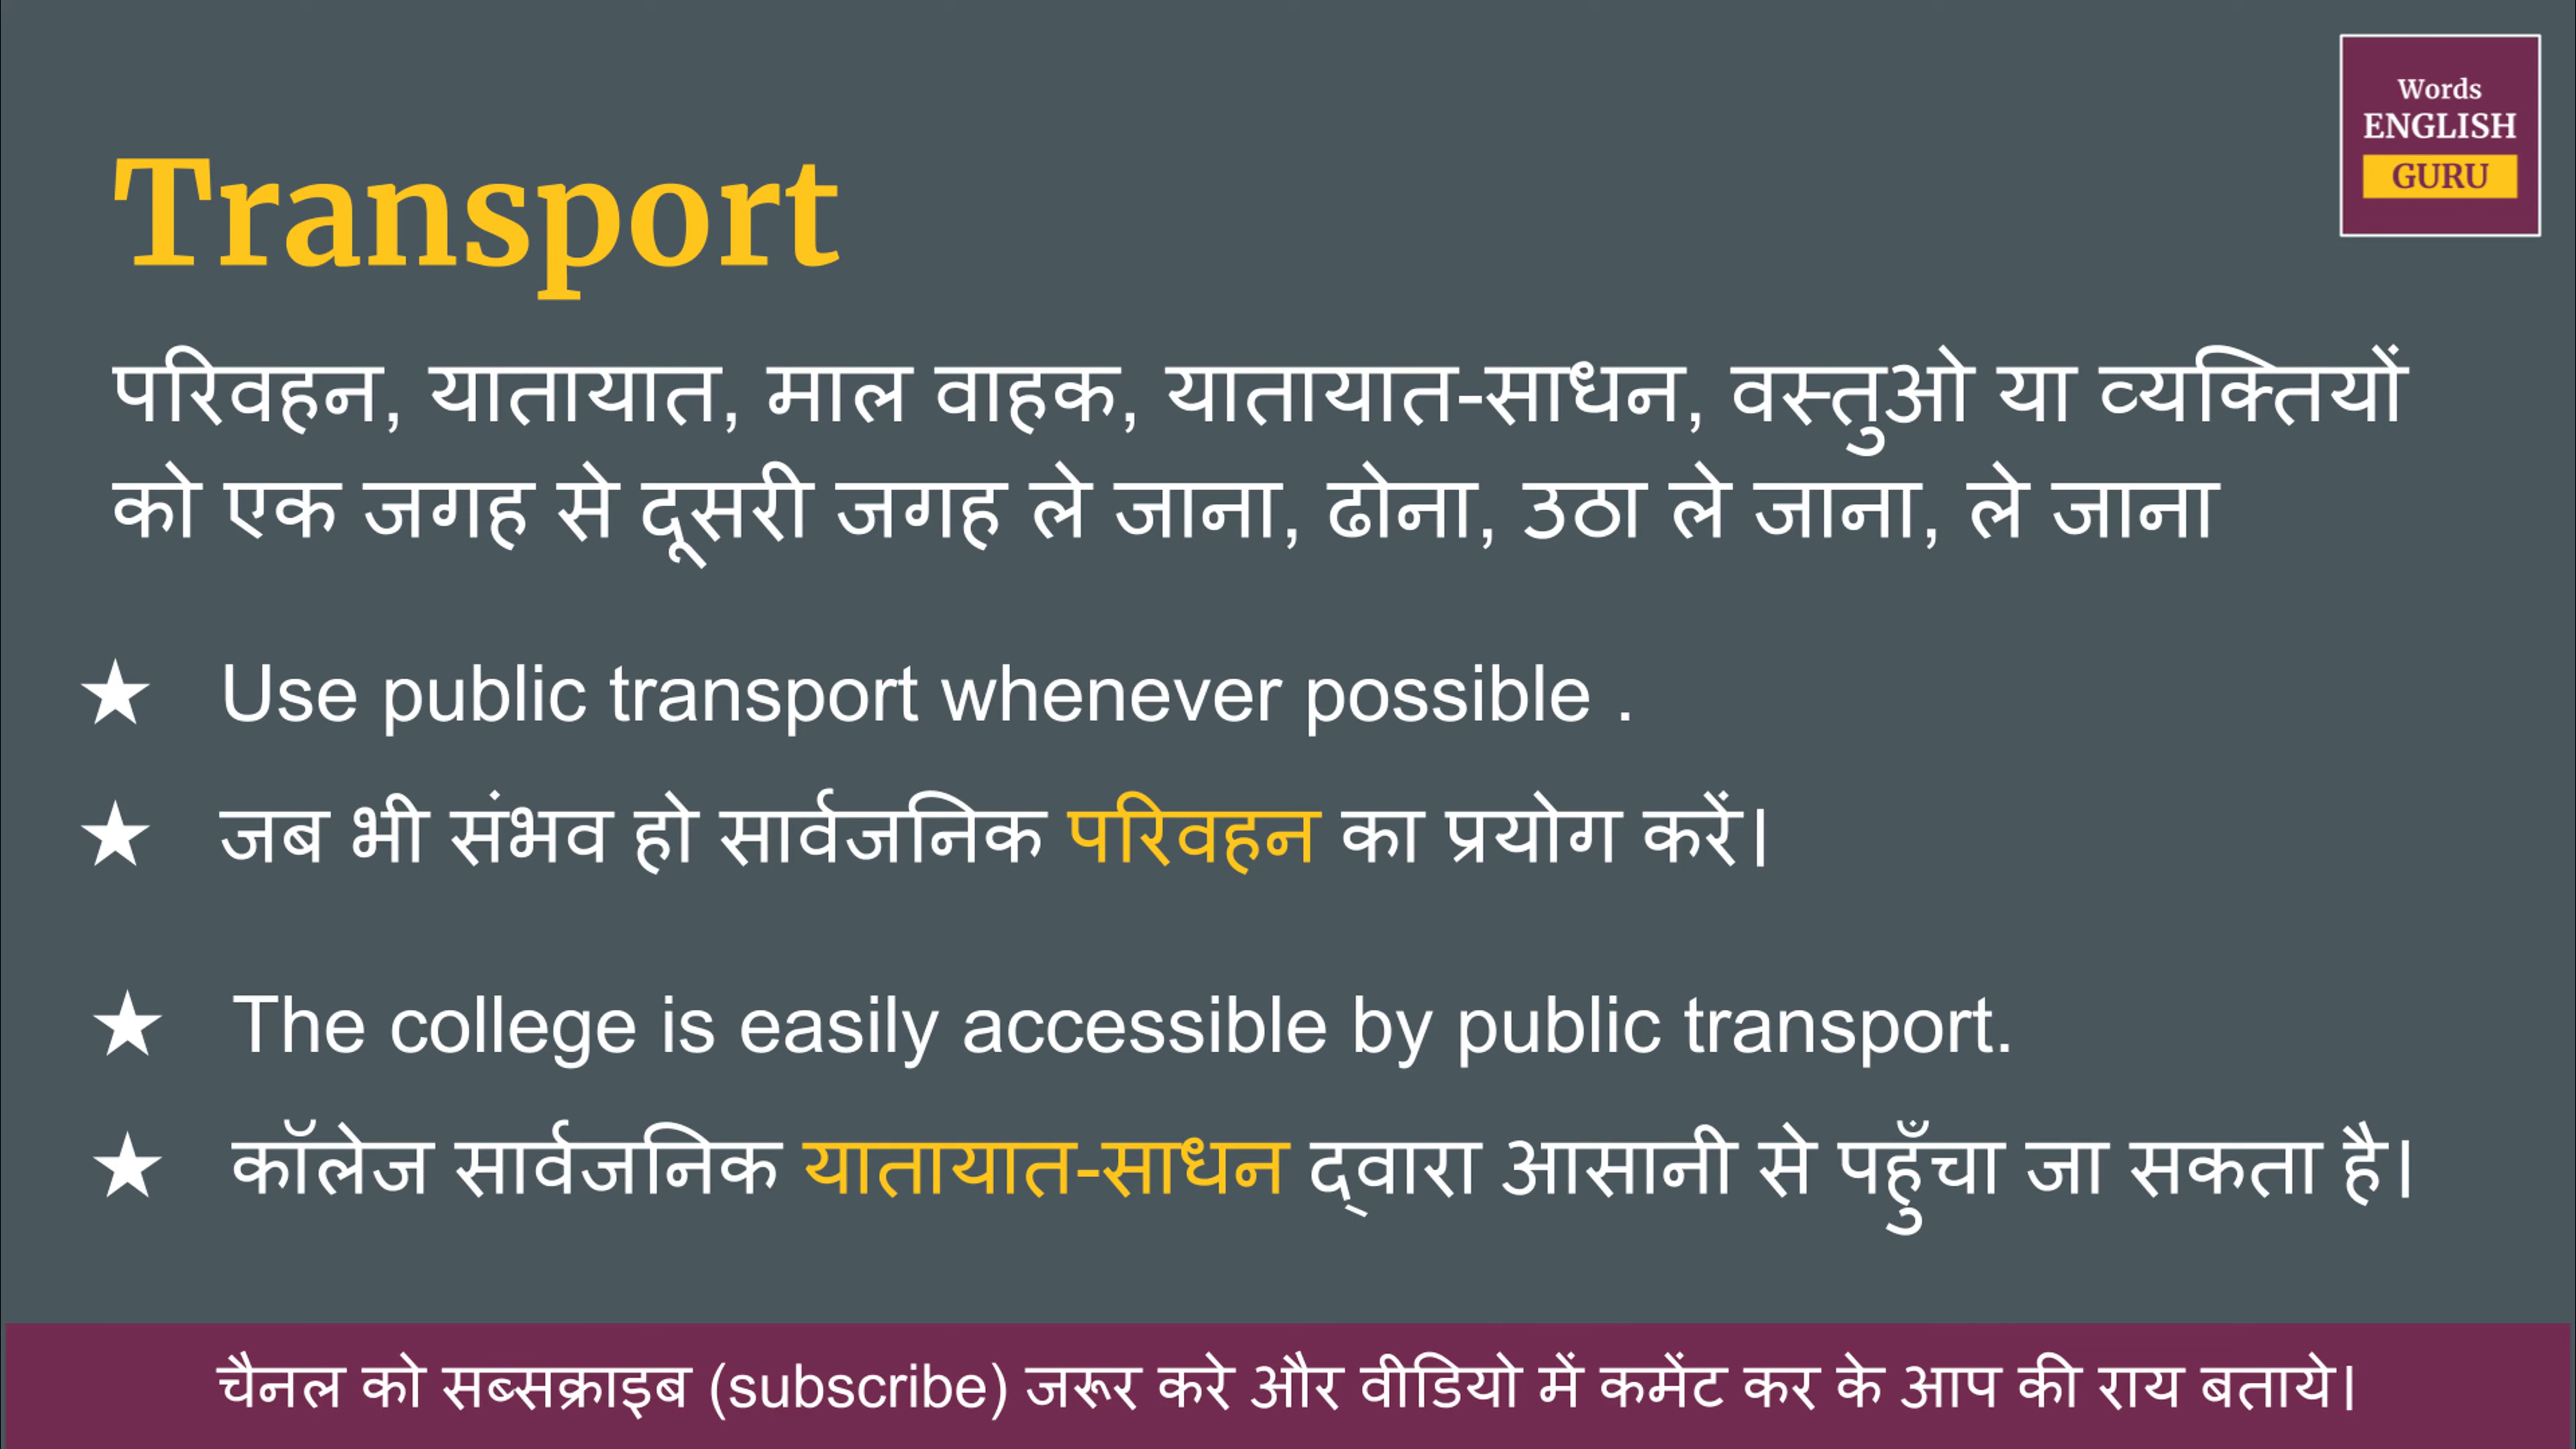 Words
ENGLISH
GURU
Transport
परिवहन, यातायात, माल वाहक, यातायात-साधन, वस्तुओ या व्यक्तियों
को एक जगह से दूसरी जगह ले जाना, ढोना, उठा ले जाना, ले जाना
★ Use public transport whenever possible .
★ जब भी संभव हो सार्वजनिक परिवहन का प्रयोग करें।
★ The college is easily accessible by public transport.
★ कॉलेज सार्वजनिक यातायात-साधन द्वारा आसानी से पहुँचा जा सकता है।
चैनल को सब्सक्राइब (subscribe) जरूर करे और वीडियो में कमेंट कर के आप की राय बताये।